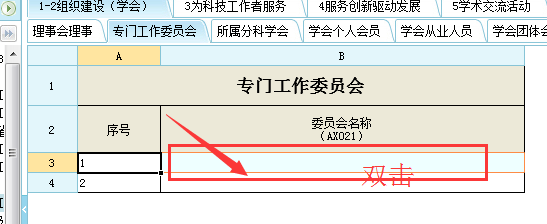 1-2组织建设（学会） 3为科技工作者服务 4服务创新驱动发展 5学术交流活动
理事会理事 专门工作委员会 所属分科学会 学会个人会员 学会从业人员 学会团体会
A B
1 专门工作委员会
2 序号 委员会名称
（AX021）
3 1
双击
4 2